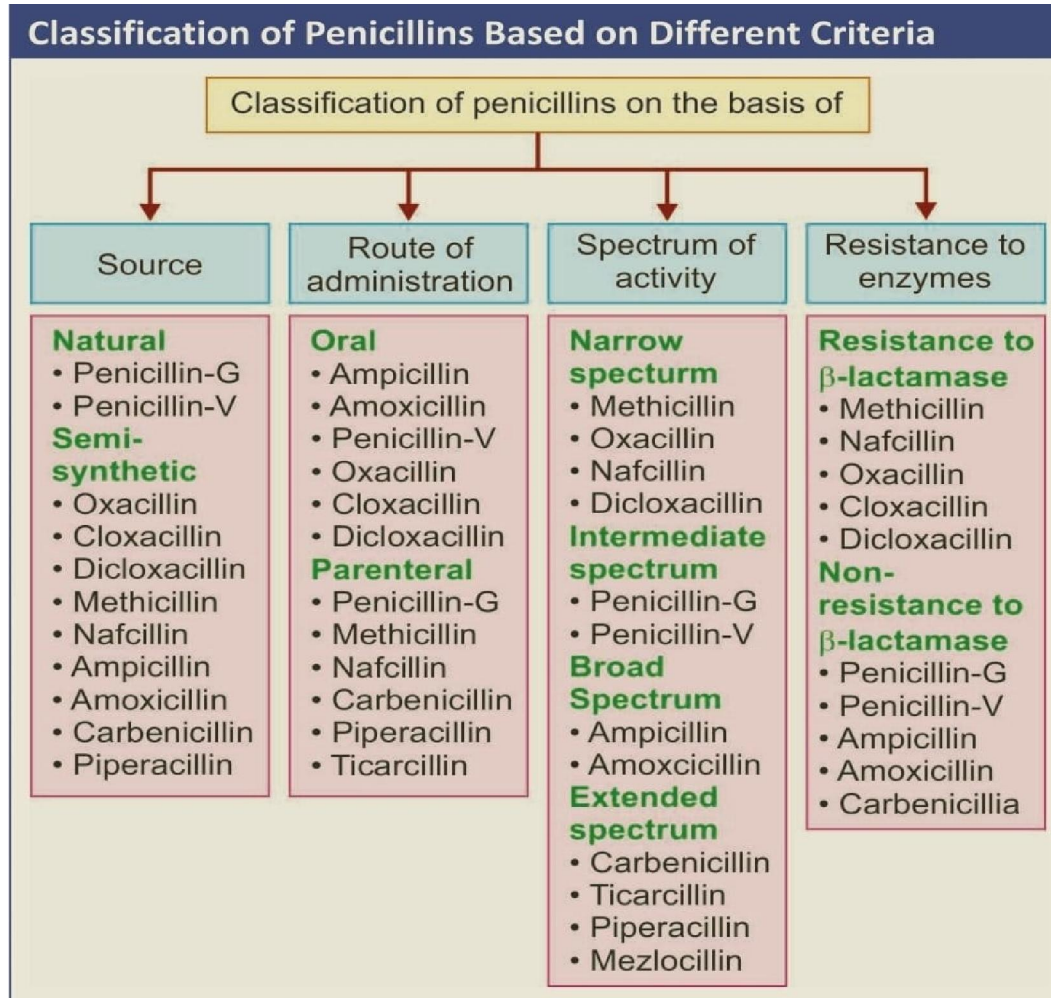 Classification of Penicillins Based on Different Criteria
Classification of penicillins on the basis of
Source
Natural
• Penicillin-G
• Penicillin-V
Semi-
synthetic
• Oxacillin
• Cloxacillin
• Dicloxacillin
• Methicillin
• Nafcillin
• Ampicillin
• Amoxicillin
• Carbenicillin
• Piperacillin
Route of
administration
Oral
• Ampicillin
• Amoxicillin
• Penicillin-V
• Oxacillin
• Cloxacillin
• Dicloxacillin
Parenteral
• Penicillin-G
• Methicillin
• Nafcillin
• Carbenicillin
• Piperacillin
• Ticarcillin
Spectrum of
activity
Narrow
specturm
• Methicillin
• Oxacillin
• Nafcillin
• Dicloxacillin
Intermediate
spectrum
• Penicillin-G
• Penicillin-V
Broad
Spectrum
• Ampicillin
• Amoxcicillin
Extended
spectrum
• Carbenicillin
• Ticarcillin
• Piperacillin
• Mezlocillin
Resistance to
enzymes
Resistance to
β-lactamase
• Methicillin
• Nafcillin
• Oxacillin
• Cloxacillin
• Dicloxacillin
Non-
resistance to
β-lactamase
• Penicillin-G
• Penicillin-V
• Ampicillin
• Amoxicillin
• Carbenicillia